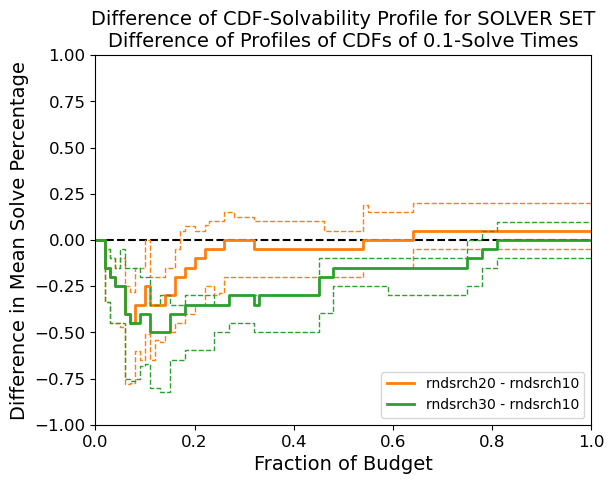 Difference of CDF-Solvability Profile for SOLVER SET
Difference of Profiles of CDFs of 0.1-Solve Times
Difference in Mean Solve Percentage
1.00
0.75
0.50
0.25
0.00
−0.25
−0.50
−0.75
−1.00
rndsrch20 - rndsrch10
rndsrch30 - rndsrch10
0.0 0.2 0.4 0.6 0.8 1.0
Fraction of Budget